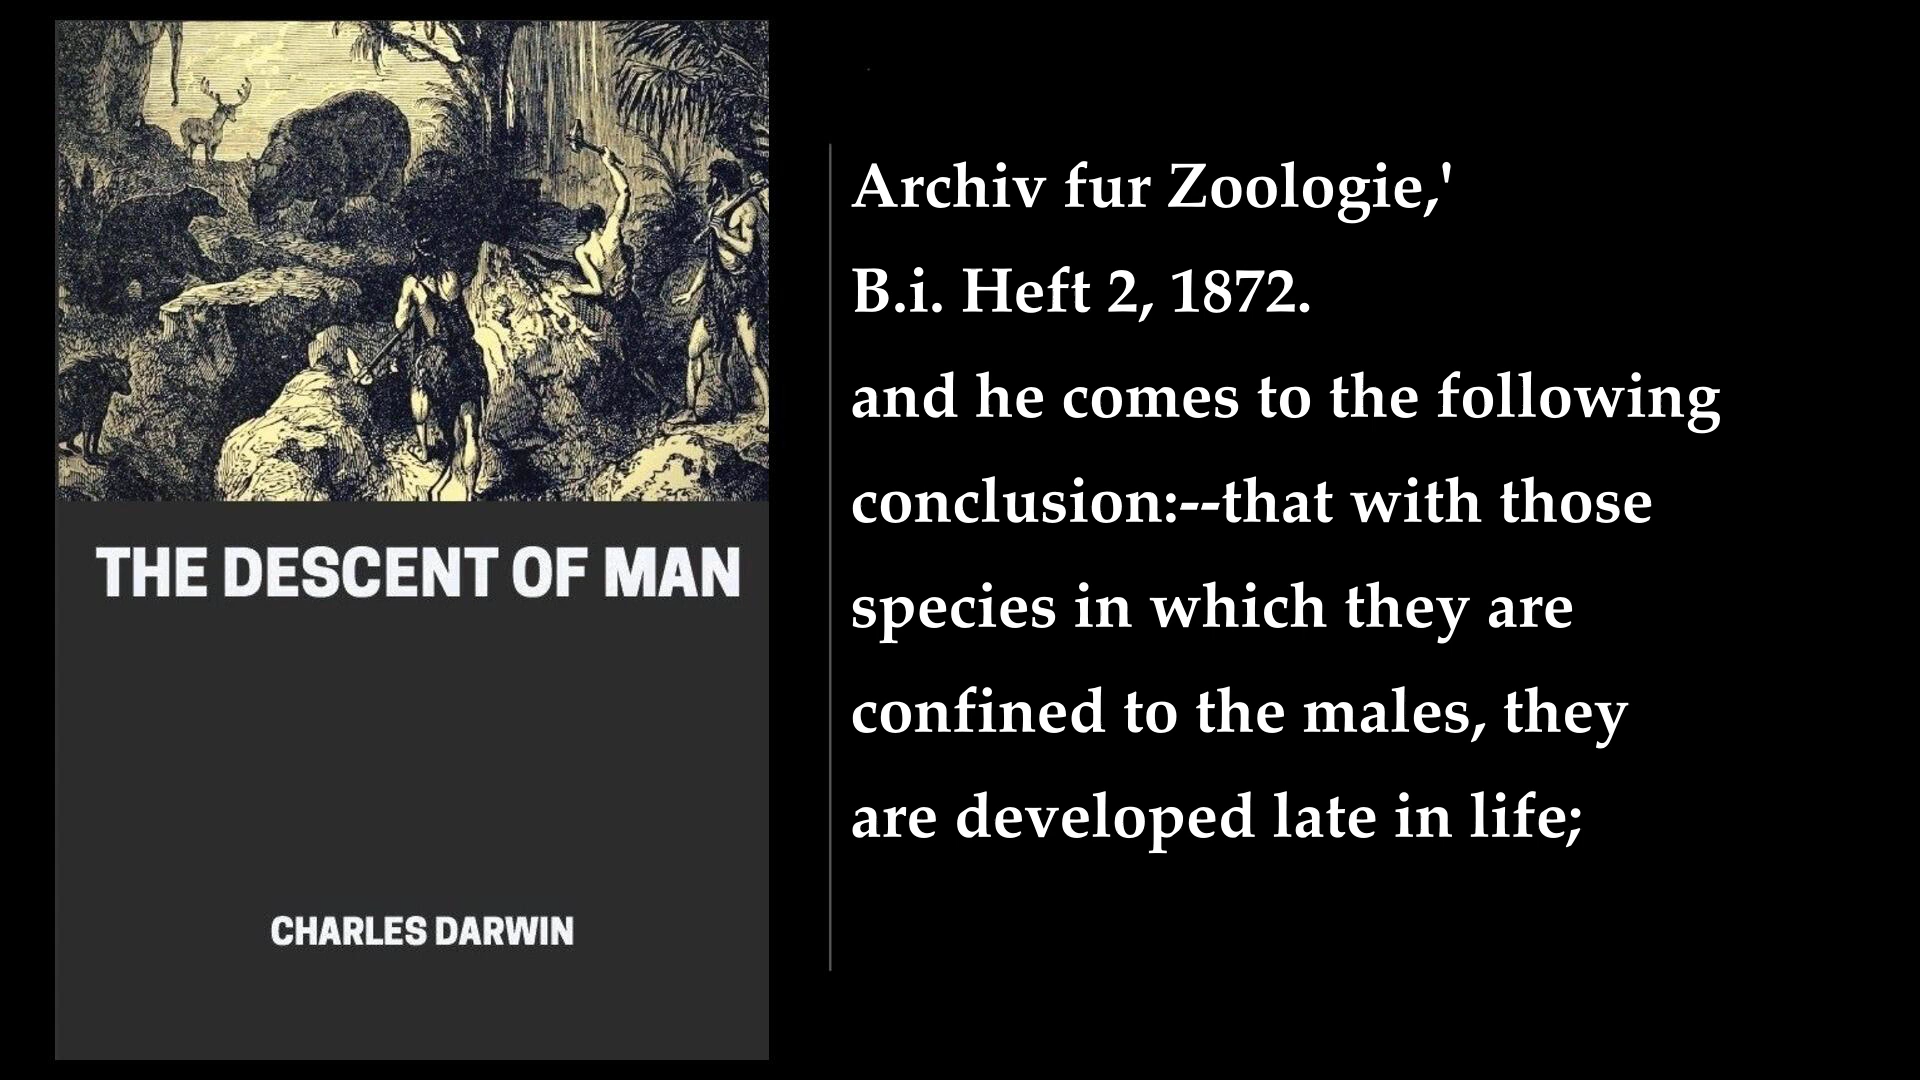 THE DESCENT OF MAN
CHARLES DARWIN
Archiv fur Zoologie,'
B.i. Heft 2, 1872.
and he comes to the following
conclusion:--that with those
species in which they are
confined to the males, they
are developed late in life;